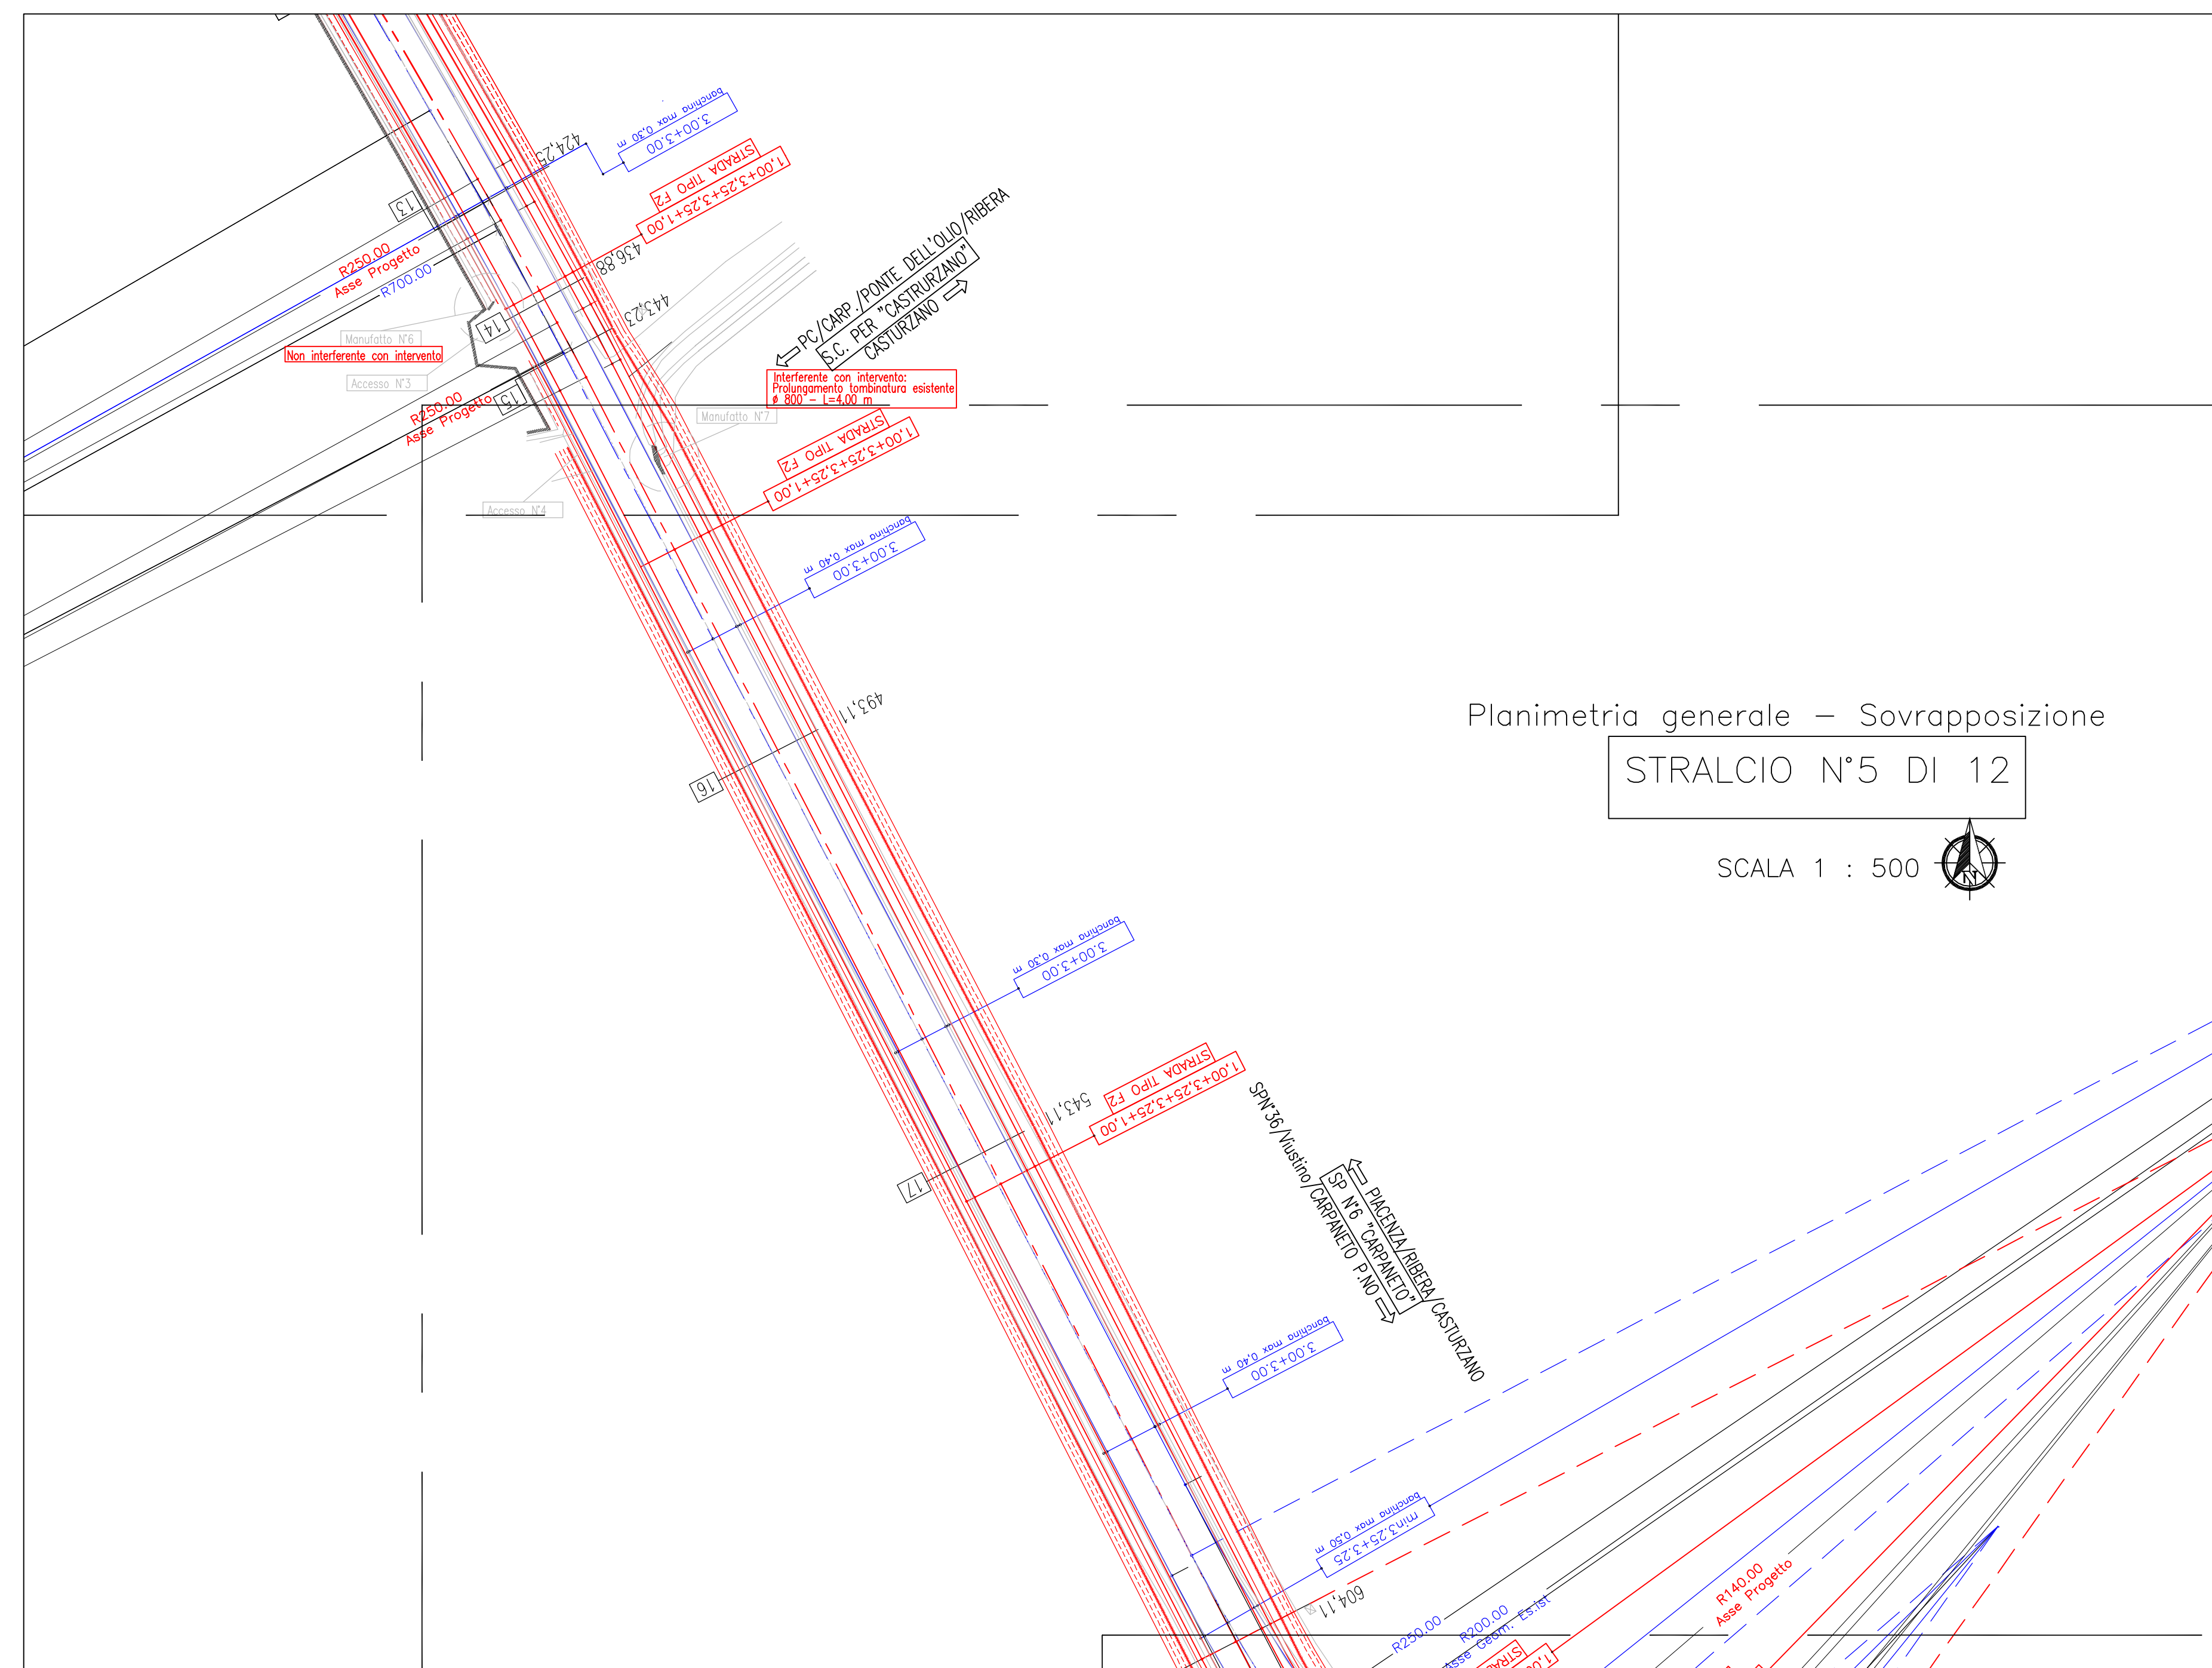 banchina max 0,30 m
3.00+3.00
424,25
STRADA TIPO F2
1,00+3,25+3,25+1,00
13
R250.00
Asse Progetto
R700.00
436,88
443,23
14
Manufatto N°6
Non interferente con intervento
Accesso N°3
PC/CARP./PONTE DELL'OLIO/RIBERA
S.C. PER "CASTRURZANO"
CASTURZANO
Interferente con intervento:
Prolungamento tombinatura esistente
ø 800 - L=4,00 m
Manufatto N°7
15
R250.00
Asse Progetto
STRADA TIPO F2
1,00+3,25+3,25+1,00
Accesso N°4
banchina max 0,40 m
3.00+3.00
493,11
16
Planimetria generale - Sovrapposizione
STRALCIO N°5 DI 12
SCALA 1 : 500
N
banchina max 0,30 m
3.00+3.00
STRADA TIPO F2
1,00+3,25+3,25+1,00
543,11
17
PIACENZA/RIBERA/CASTURZANO
SP N°6 "CARPANETO"
SPN°36/Viustino/CARPANETO P.NO
banchina max 0,40 m
3.00+3.00
banchina max 0,50 m
min3.25+3.25
604,11
R250.00
R200.00
Asse Geom. Es.ist
R140.00
Asse Progetto